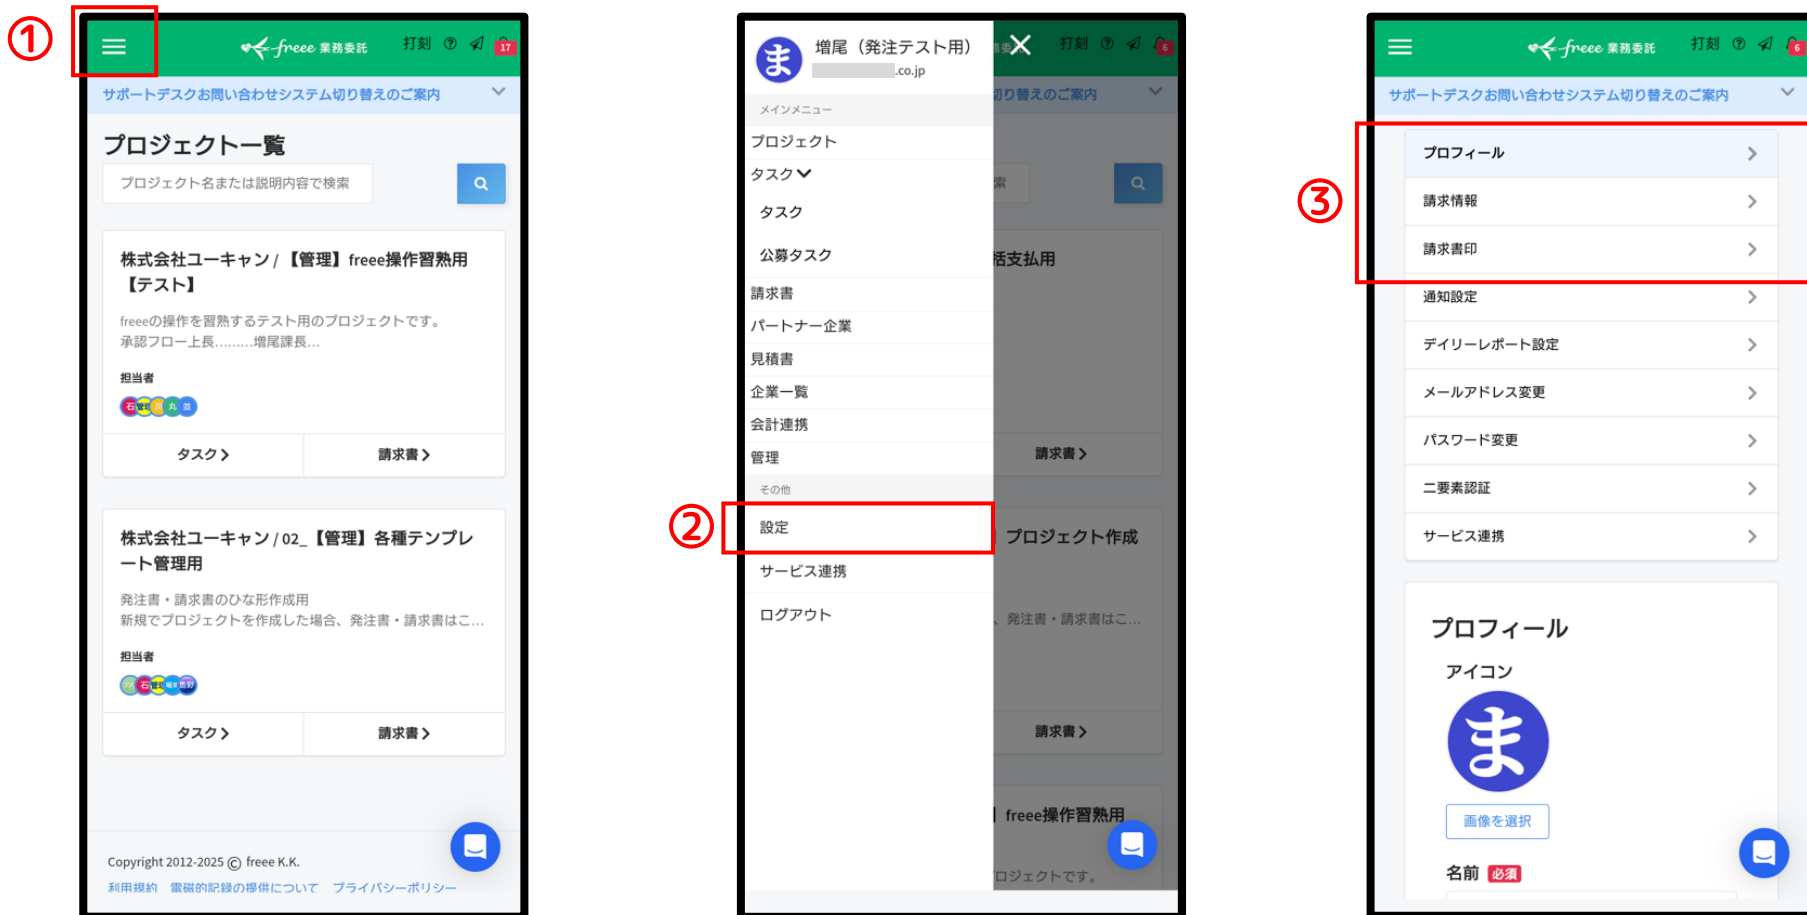 ①
freee 業務委託
打刻
17
サポートデスクお問い合わせシステム切り替えのご案内
プロジェクト一覧
プロジェクト名または説明内容で検索
株式会社ユーキャン / 【管理】freee操作習熟用
【テスト】
freeeの操作を習熟するテスト用のプロジェクトです。
承認フロー上長………増尾課長…
担当者
石
丸
並
タスク
請求書
株式会社ユーキャン / 02_【管理】各種テンプレ
ート管理用
発注書・請求書のひな形作成用
新規でプロジェクトを作成した場合、発注書・請求書はこ…
担当者
石
タスク
請求書
Copyright 2012-2025 © freee K.K.
利用規約 電磁的記録の提供について プライバシーポリシー
②
ま
増尾（発注テスト用）
.co.jp
メインメニュー
プロジェクト
タスク
タスク
公募タスク
請求書
パートナー企業
見積書
企業一覧
会計連携
管理
その他
設定
サービス連携
ログアウト
打刻
6
切り替えのご案内
索
括支払用
請求書
プロジェクト作成
、発注書・請求書はこ…
請求書
freee操作習熟用
ロジェクトです。
③
freee 業務委託
打刻
6
サポートデスクお問い合わせシステム切り替えのご案内
プロフィール
請求情報
請求書印
通知設定
デイリーレポート設定
メールアドレス変更
パスワード変更
二要素認証
サービス連携
プロフィール
アイコン
ま
画像を選択
名前 必須